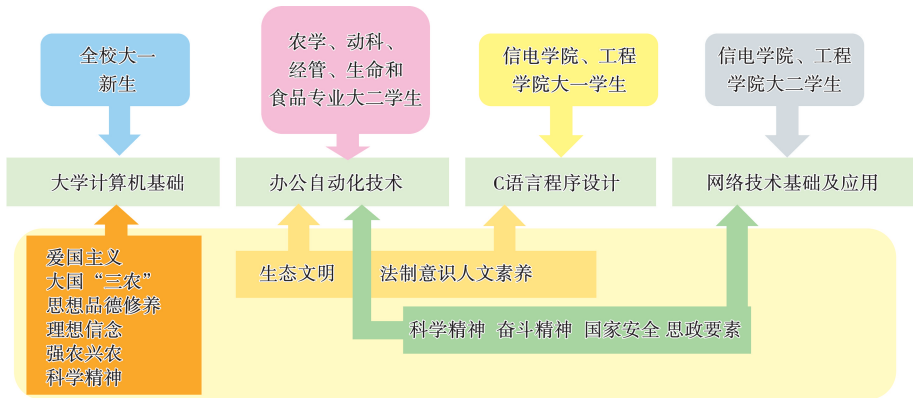 全校大一
新生
农学、动科、
经管、生命和
食品专业大二学生
信电学院、工程
学院大一学生
信电学院、工程
学院大二学生
大学计算机基础
办公自动化技术
C语言程序设计
网络技术基础及应用
爱国主义
大国“三农”
思想品德修养
理想信念
强农兴农
科学精神
生态文明
法制意识人文素养
科学精神 奋斗精神 国家安全 思政要素